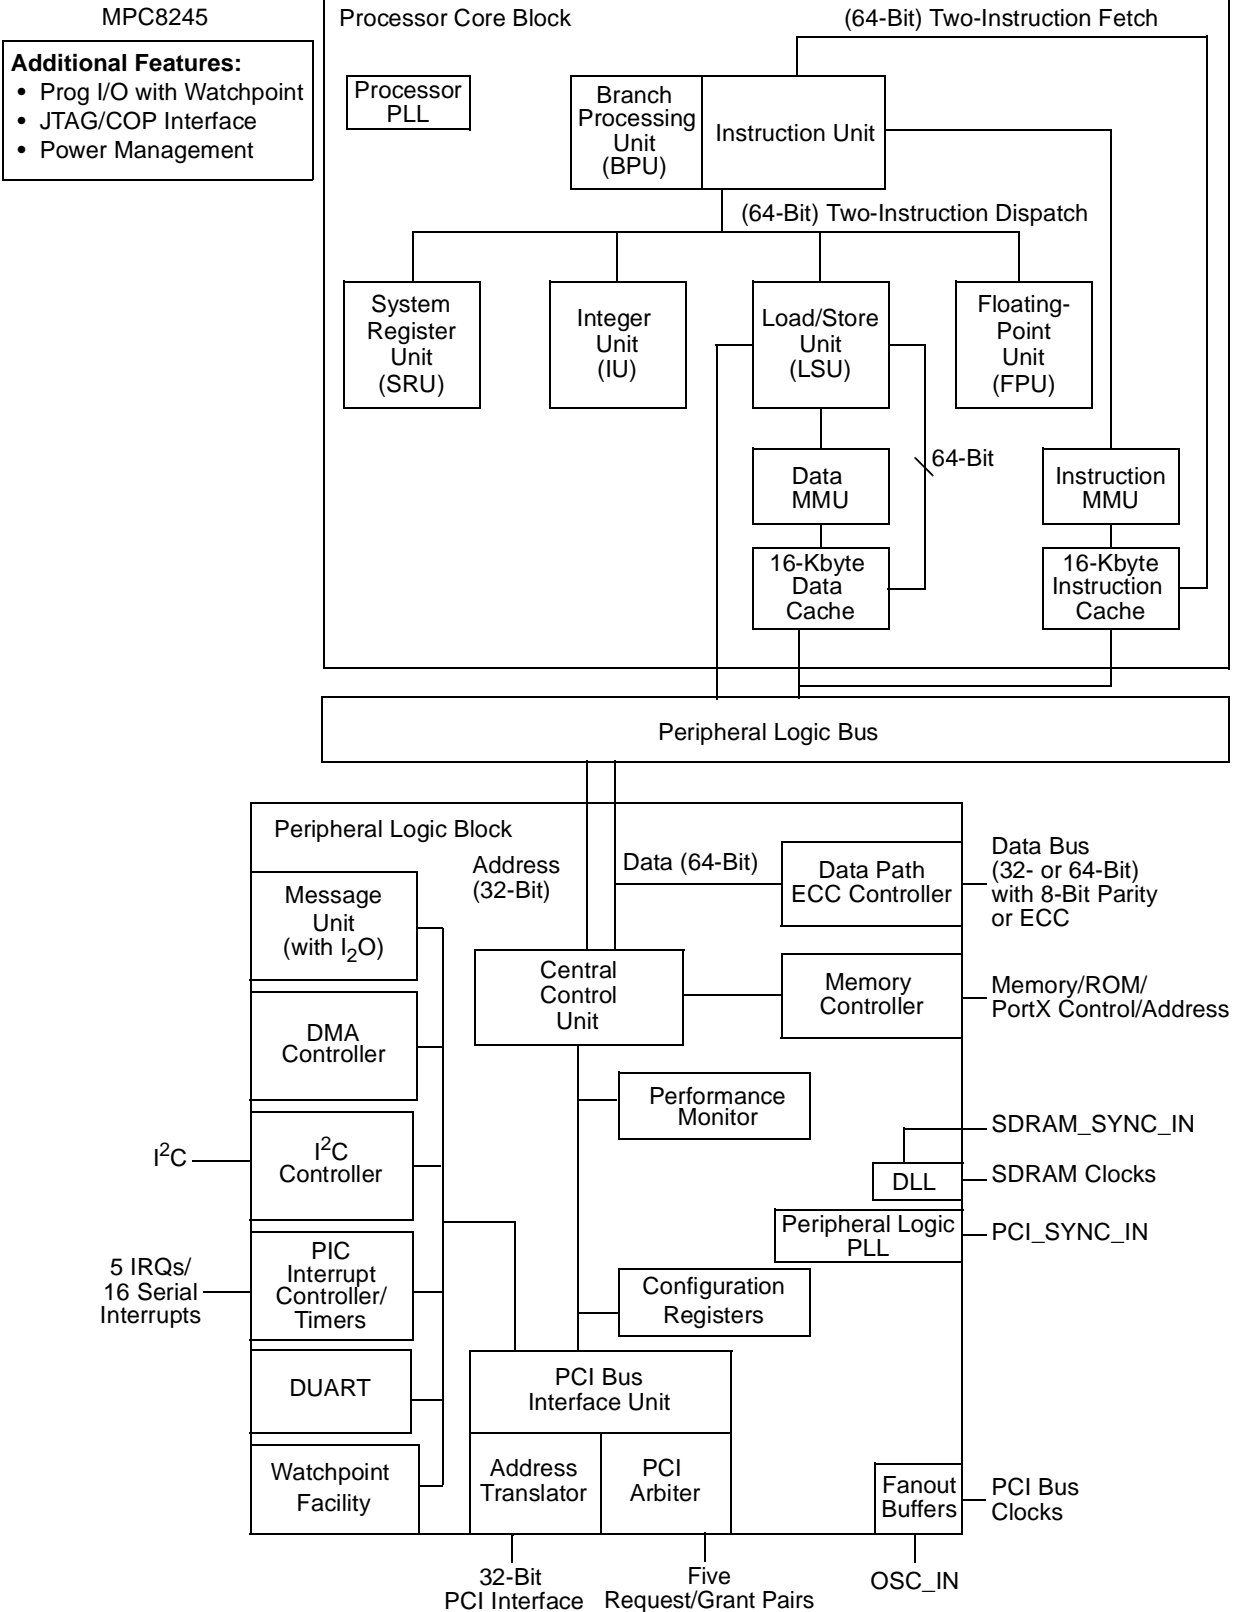 MPC8245
Additional Features:
• Prog I/O with Watchpoint
• JTAG/COP Interface
• Power Management
Processor Core Block
(64-Bit) Two-Instruction Fetch
Processor
PLL
Branch
Processing
Unit
(BPU)
Instruction Unit
(64-Bit) Two-Instruction Dispatch
System
Register
Unit
(SRU)
Integer
Unit
(IU)
Load/Store
Unit
(LSU)
Floating-
Point
Unit
(FPU)
64-Bit
Data
MMU
Instruction
MMU
16-Kbyte
Data
Cache
16-Kbyte
Instruction
Cache
Peripheral Logic Bus
Peripheral Logic Block
Address
(32-Bit)
Data (64-Bit)
Data Path
ECC Controller
Data Bus
(32- or 64-Bit)
with 8-Bit Parity
or ECC
Message
Unit
(with I2O)
Central
Control
Unit
Memory
Controller
Memory/ROM/
PortX Control/Address
DMA
Controller
Performance
Monitor
SDRAM_SYNC_IN
I2C
I2C
Controller
DLL
SDRAM Clocks
Peripheral Logic
PLL
PCI_SYNC_IN
5 IRQs/
16 Serial
Interrupts
PIC
Interrupt
Controller/
Timers
Configuration
Registers
DUART
PCI Bus
Interface Unit
Watchpoint
Facility
Address
Translator
PCI
Arbiter
Fanout
Buffers
PCI Bus
Clocks
32-Bit
PCI Interface
Five
Request/Grant Pairs
OSC_IN